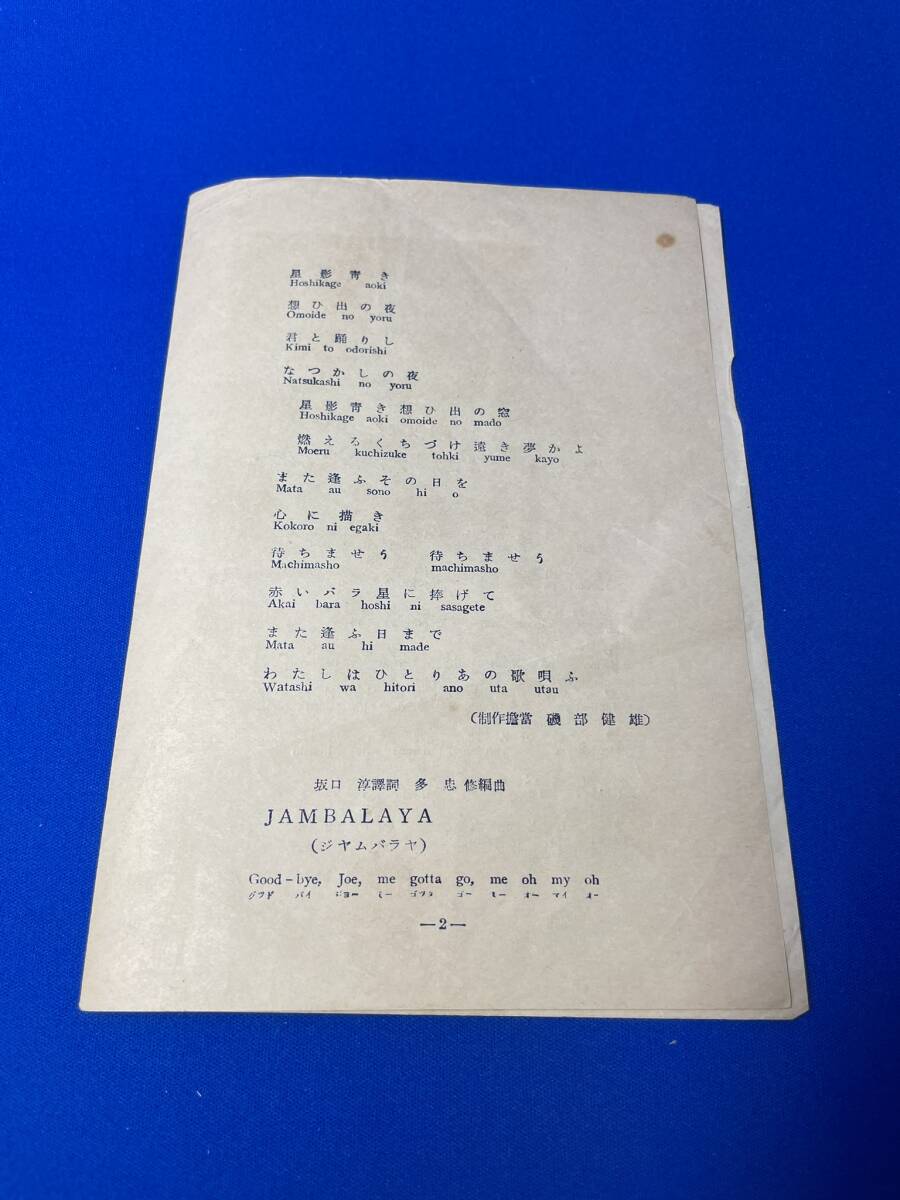 星影靑き
Hoshikage aoki
想ひ出の夜
Omoide no yoru
君と踊りし
Kimi to odorishi
なつかしの夜
Natsukashi no yoru
星影靑き想ひ出の窓
Hoshikage aoki omoide no mado
燃えるくちづけ遠き夢かよ
Moeru kuchizuke tohki yume kayo
また逢ふその日を
Mata au sono hi o
心に描き
Kokoro ni egaki
待ちませう 待ちませう
Machimasho machimasho
赤いバラ星に捧げて
Akai bara hoshi ni sasagete
また逢ふ日まで
Mata au hi made
わたしはひとりあの歌唄ふ
Watashi wa hitori ano uta utau
(制作擔當 磯部健雄)
坂口 淳譯詞 多 忠修編曲
JAMBALAYA
(ジヤムバラヤ)
Good-bye, Joe, me gotta go, me oh my oh
グッド バイ ジョー ミー ゴッタ ゴー ミー オー マイ オー
—2—